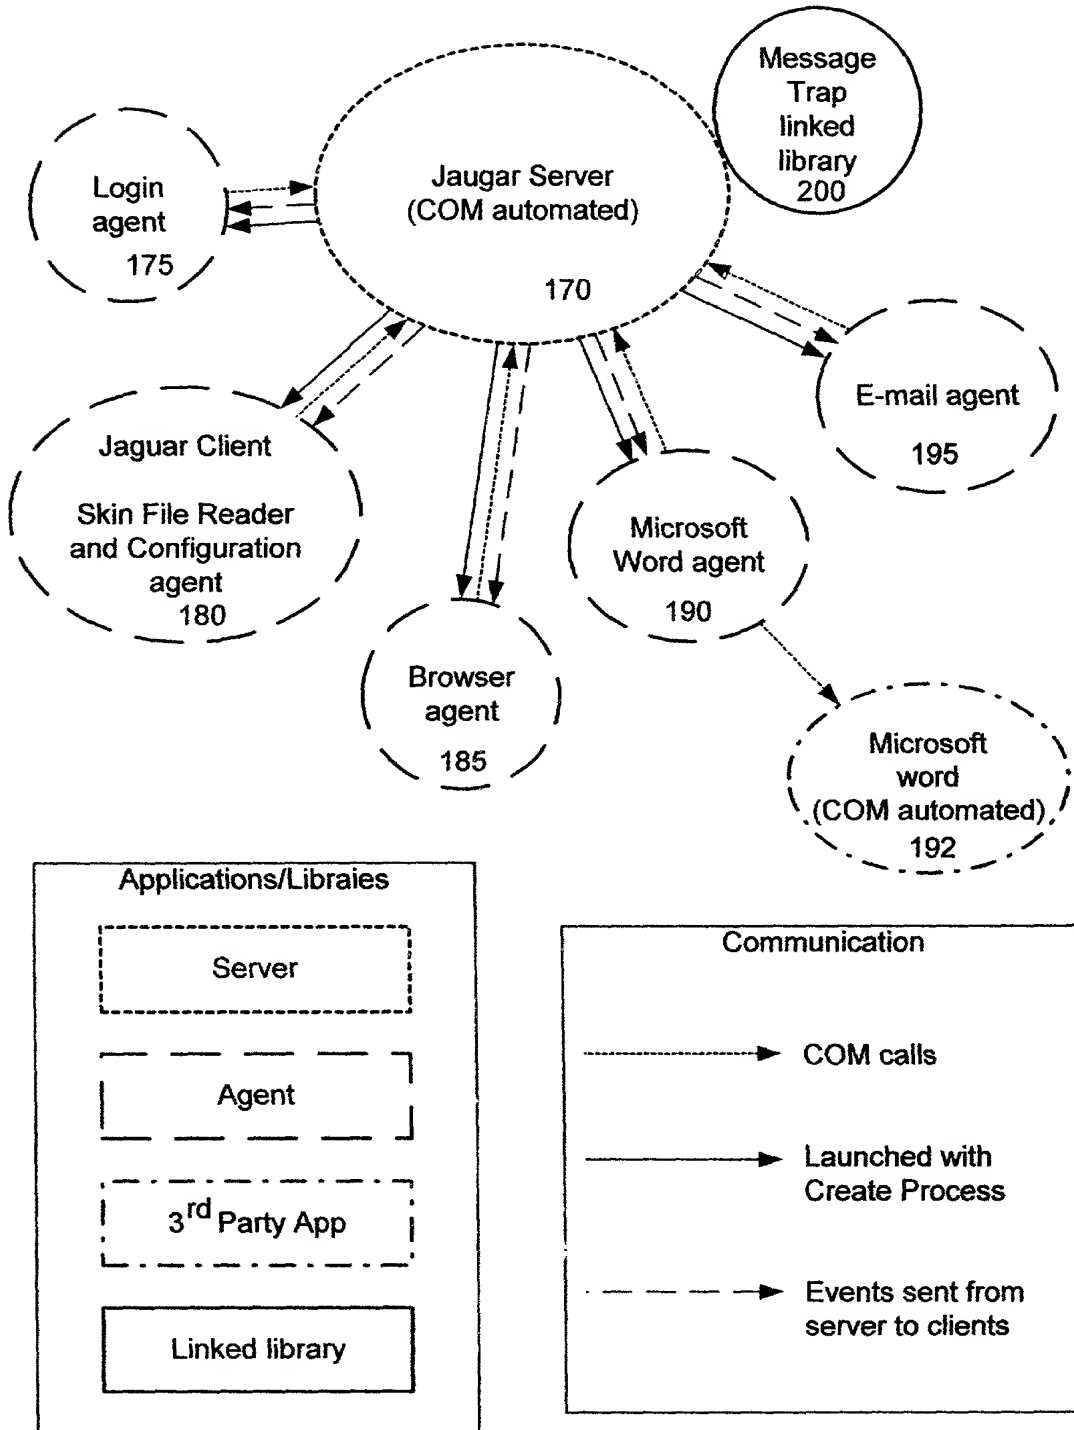 Message
Trap
linked
library
200
Login
agent
175
Jaugar Server
(COM automated)
170
E-mail agent
195
Jaguar Client
Skin File Reader
and Configuration
agent
180
Microsoft
Word agent
190
Browser
agent
185
Microsoft
word
(COM automated)
192
Applications/Libraies
Server
Agent
3rd Party App
Linked library
Communication
COM calls
Launched with
Create Process
Events sent from
server to clients